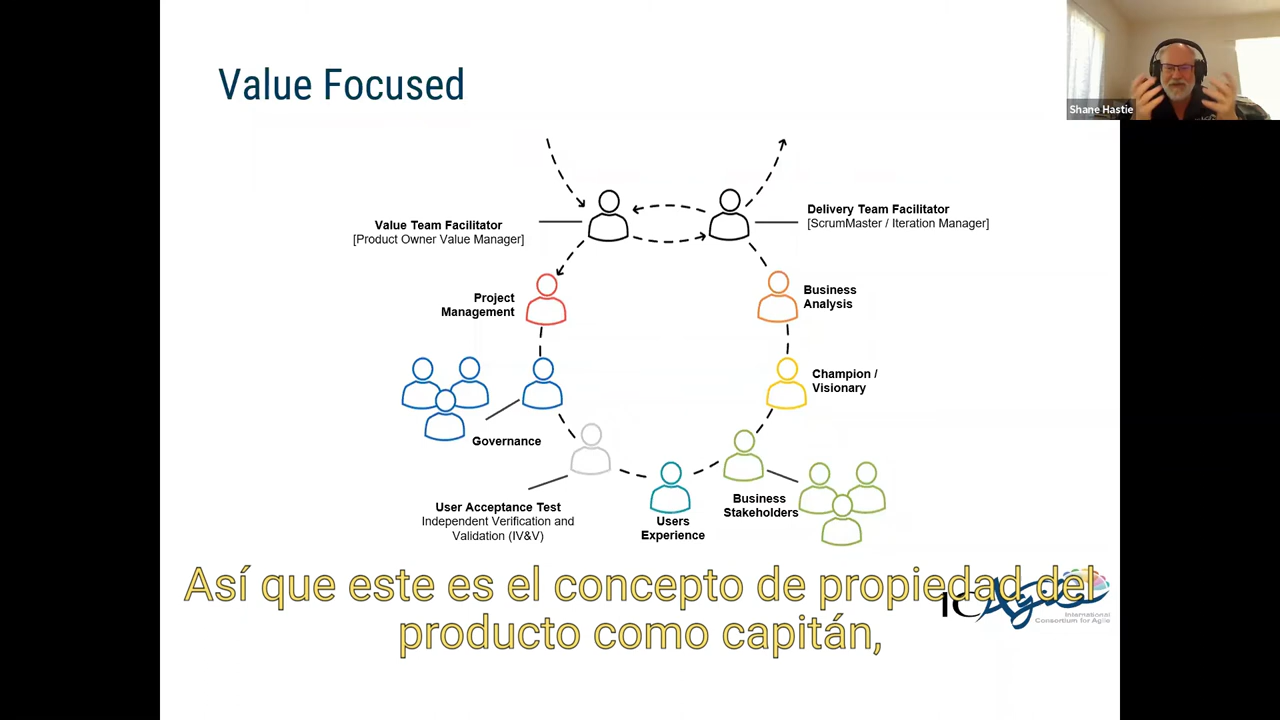 Value Focused
Shane Hastie
Value Team Facilitator
[Product Owner Value Manager]
Delivery Team Facilitator
[ScrumMaster / Iteration Manager]
Project
Management
Business
Analysis
Champion /
Visionary
Governance
User Acceptance Test
Independent Verification and
Validation (IV&V)
Users
Experience
Business
Stakeholders
Así que este es el concepto de propiedad del
producto como capitán,
ICAgile
International
Consortium for Agile